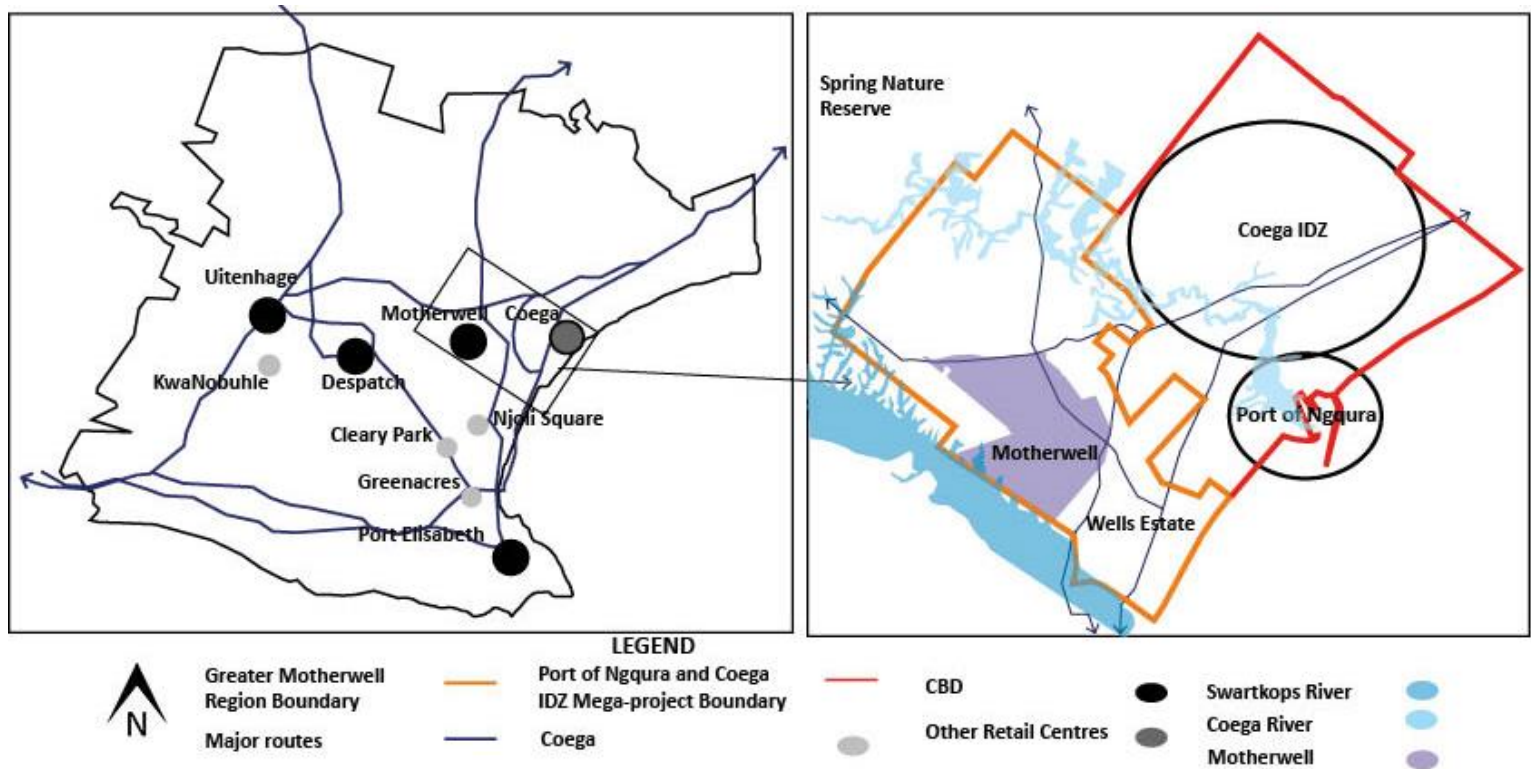 Uitenhage
Motherwell
Coega
KwaNobuhle
Despatch
Njoli Square
Cleary Park
Greenacres
Port Elisabeth
Spring Nature
Reserve
Coega IDZ
Port of Ngqura
Motherwell
Wells Estate
LEGEND
N
Greater Motherwell
Region Boundary
Major routes
Port of Ngqura and Coega
IDZ Mega-project Boundary
Coega
CBD
Other Retail Centres
Swartkops River
Coega River
Motherwell